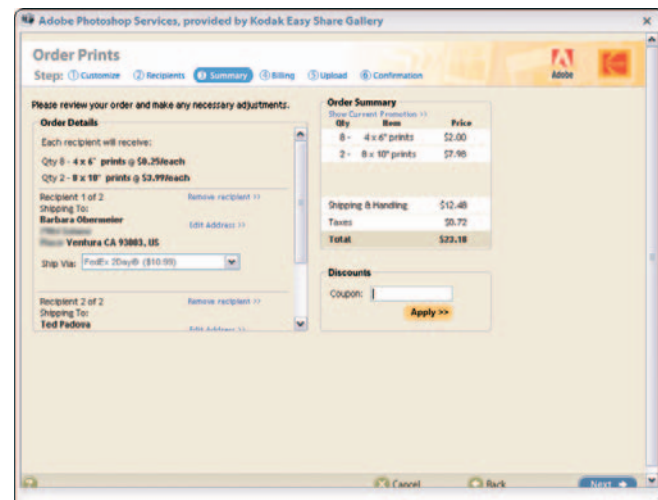 Adobe Photoshop Services, provided by Kodak Easy Share Gallery
Order Prints
Adobe
Step: 1 Customize 2 Recipients 3 Summary 4 Billing 5 Upload 6 Confirmation
Please review your order and make any necessary adjustments.
Order Details
Each recipient will receive:
Qty 8 - 4 x 6" prints @ $0.25/each
Qty 2 - 8 x 10" prints @ $3.99/each
Recipient 1 of 2 Remove recipient >>
Shipping To:
Barbara Obermeier
Edit Address >>
Ventura CA 93003, US
Ship Via: FedEx 2Day® ($10.99)
Recipient 2 of 2 Remove recipient >>
Shipping To:
Ted Padova
Edit Address >>
Order Summary
Show Current Promotion >>
Qty Item Price
8 - 4 x 6" prints $2.00
2 - 8 x 10" prints $7.98
Shipping & Handling $12.48
Taxes $0.72
Total $23.18
Discounts
Coupon:
Apply >>
Cancel Back Next